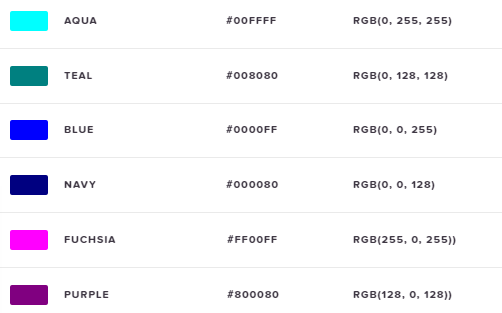 AQUA #00FFFF RGB(0, 255, 255)
TEAL #008080 RGB(0, 128, 128)
BLUE #0000FF RGB(0, 0, 255)
NAVY #000080 RGB(0, 0, 128)
FUCHSIA #FF00FF RGB(255, 0, 255))
PURPLE #800080 RGB(128, 0, 128))